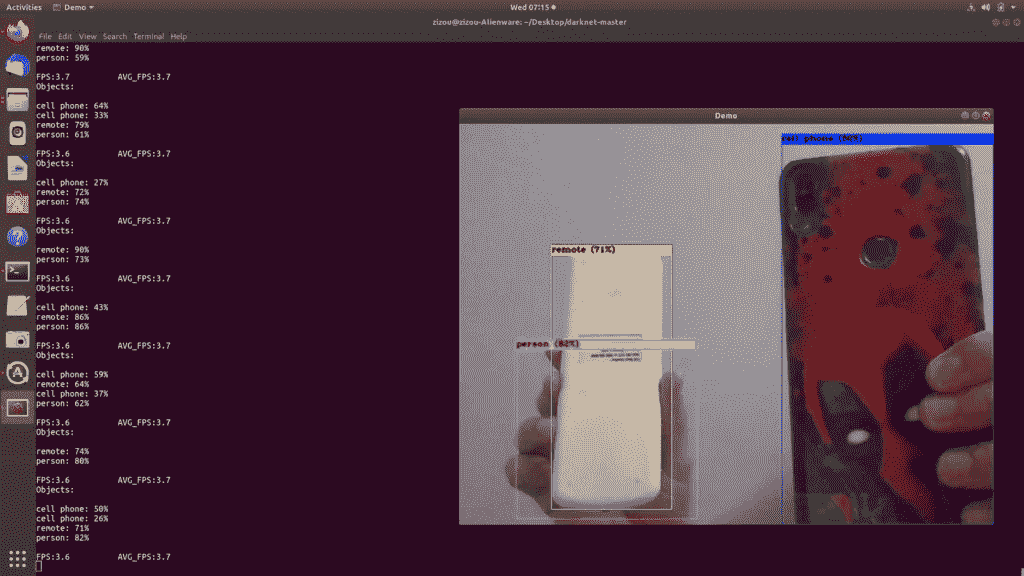 Activities
Demo
Wed 07:15
zizou@zizou-Alienware: ~/Desktop/darknet-master
File Edit View Search Terminal Help
remote: 90%
person: 59%
FPS:3.7 AVG_FPS:3.7
Objects:
cell phone: 64%
cell phone: 33%
remote: 79%
person: 61%
FPS:3.6 AVG_FPS:3.7
Objects:
cell phone: 27%
remote: 72%
person: 74%
FPS:3.6 AVG_FPS:3.7
Objects:
remote: 90%
person: 73%
FPS:3.6 AVG_FPS:3.7
Objects:
cell phone: 43%
remote: 86%
person: 86%
FPS:3.6 AVG_FPS:3.7
Objects:
cell phone: 59%
remote: 64%
cell phone: 37%
person: 62%
FPS:3.6 AVG_FPS:3.7
Objects:
remote: 74%
person: 80%
FPS:3.6 AVG_FPS:3.7
Objects:
cell phone: 50%
cell phone: 26%
remote: 71%
person: 82%
FPS:3.6 AVG_FPS:3.7
Demo
cell phone (50%)
remote (71%)
person (82%)